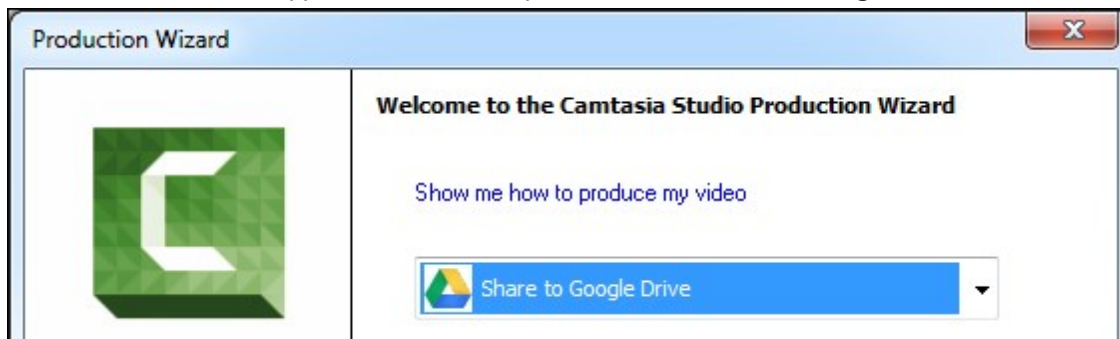 Production Wizard
Welcome to the Camtasia Studio Production Wizard
Show me how to produce my video
Share to Google Drive